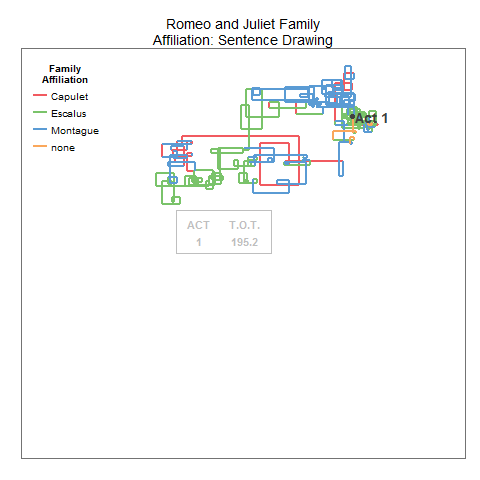 Romeo and Juliet Family
Affiliation: Sentence Drawing
Family
Affiliation
Capulet
Escalus
Montague
none
Act 1
ACT T.O.T.
1 195.2